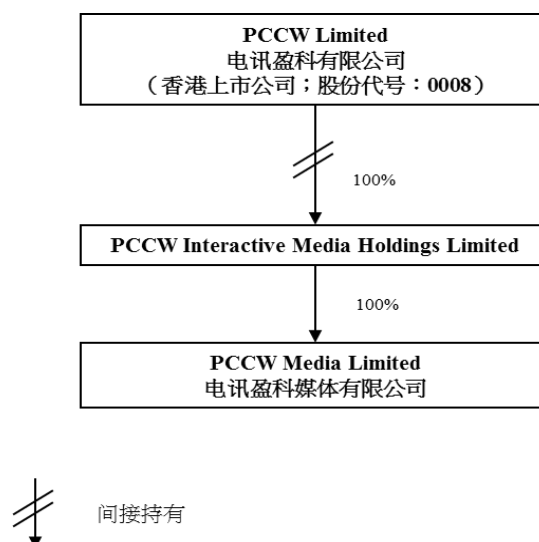 PCCW Limited
电讯盈科有限公司
（香港上市公司；股份代号：0008）
100%
PCCW Interactive Media Holdings Limited
100%
PCCW Media Limited
电讯盈科媒体有限公司
间接持有